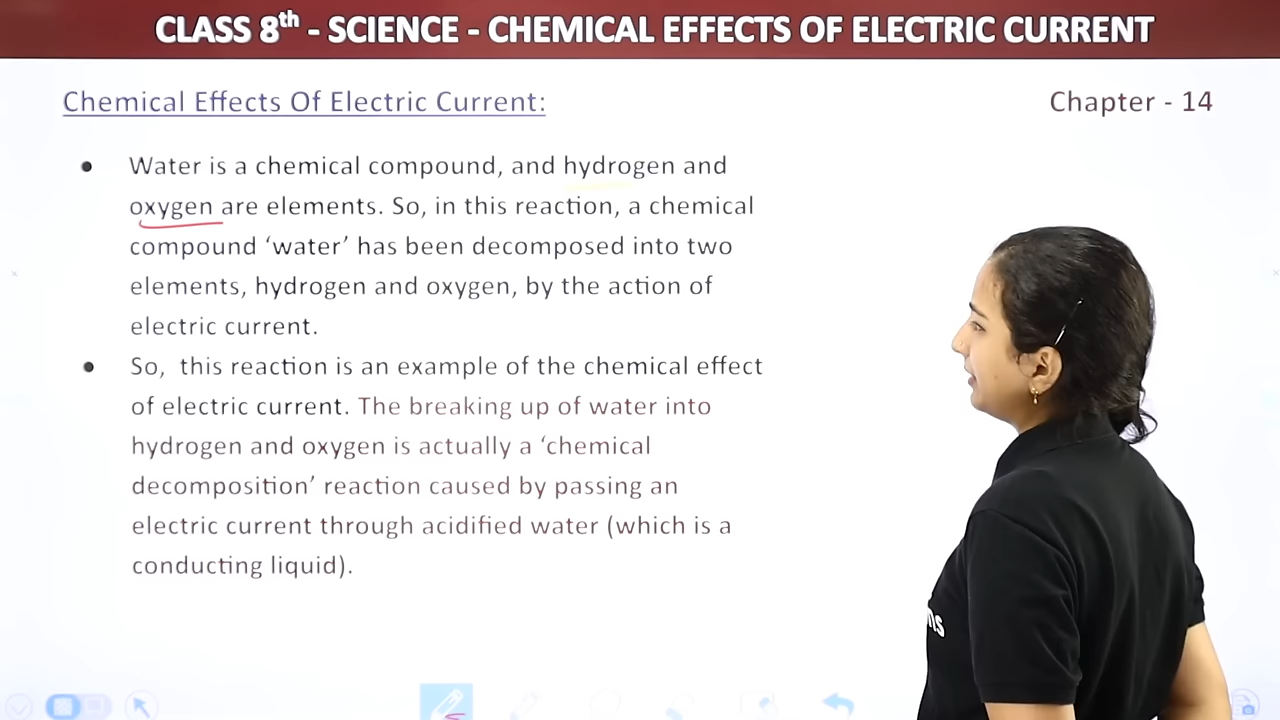 CLASS 8th - SCIENCE - CHEMICAL EFFECTS OF ELECTRIC CURRENT
Chemical Effects Of Electric Current:
Chapter - 14
Water is a chemical compound, and hydrogen and
oxygen are elements. So, in this reaction, a chemical
compound ‘water’ has been decomposed into two
elements, hydrogen and oxygen, by the action of
electric current.
So, this reaction is an example of the chemical effect
of electric current. The breaking up of water into
hydrogen and oxygen is actually a ‘chemical
decomposition’ reaction caused by passing an
electric current through acidified water (which is a
conducting liquid).